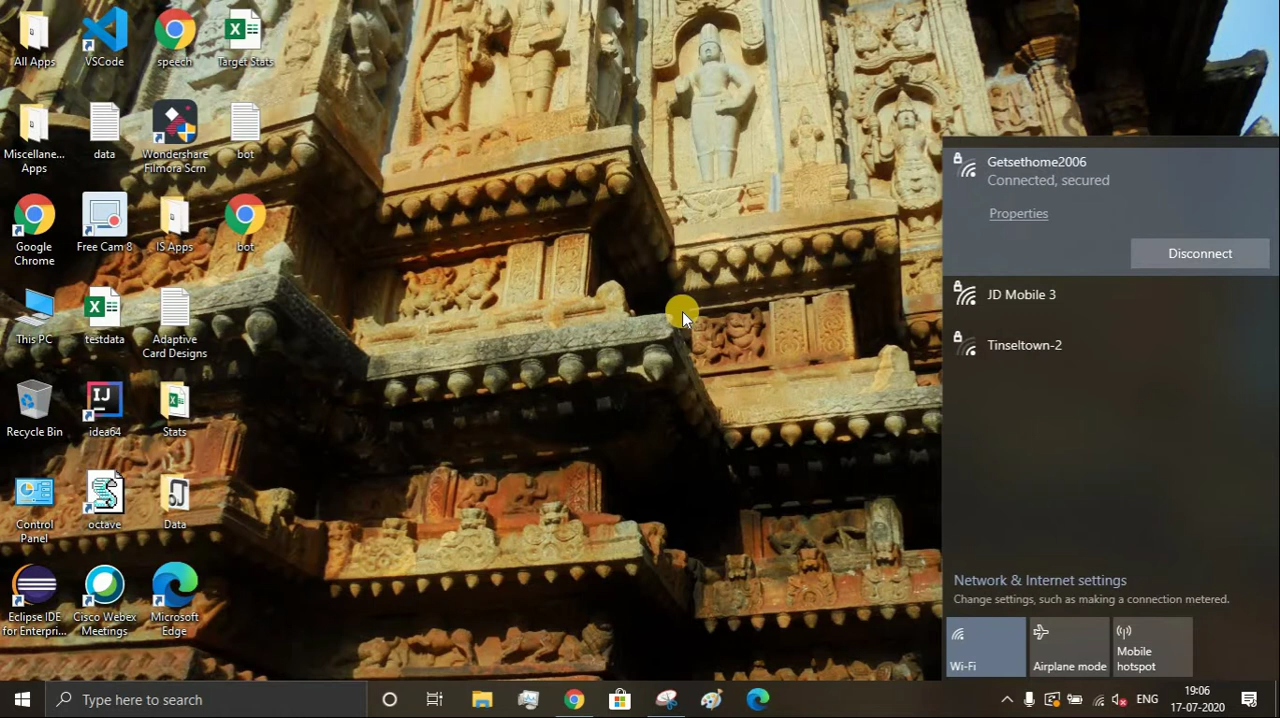 All Apps
VSCode
speech
Target Stats
Miscellane...
Apps
data
Wondershare
Filmora Scrn
bot
Google
Chrome
Free Cam 8
IS Apps
bot
This PC
testdata
Adaptive
Card Designs
Recycle Bin
IJ
idea64
Stats
Control
Panel
octave
Data
Eclipse IDE
for Enterpri...
Cisco Webex
Meetings
Microsoft
Edge
Getsethome2006
Connected, secured
Properties
Disconnect
JD Mobile 3
Tinseltown-2
Network & Internet settings
Change settings, such as making a connection metered.
Wi-Fi
Airplane mode
Mobile
hotspot
Type here to search
ENG
19:06
17-07-2020